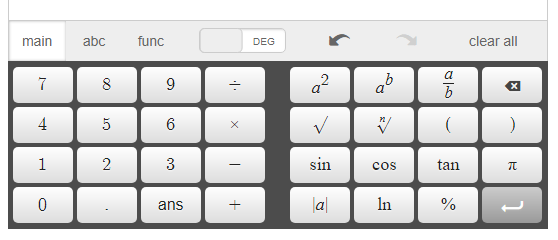 main abc func DEG clear all
7 8 9 ÷ a² aᵇ a/b
4 5 6 × √ ⁿ√ ( )
1 2 3 − sin cos tan π
0 . ans + |a| ln %